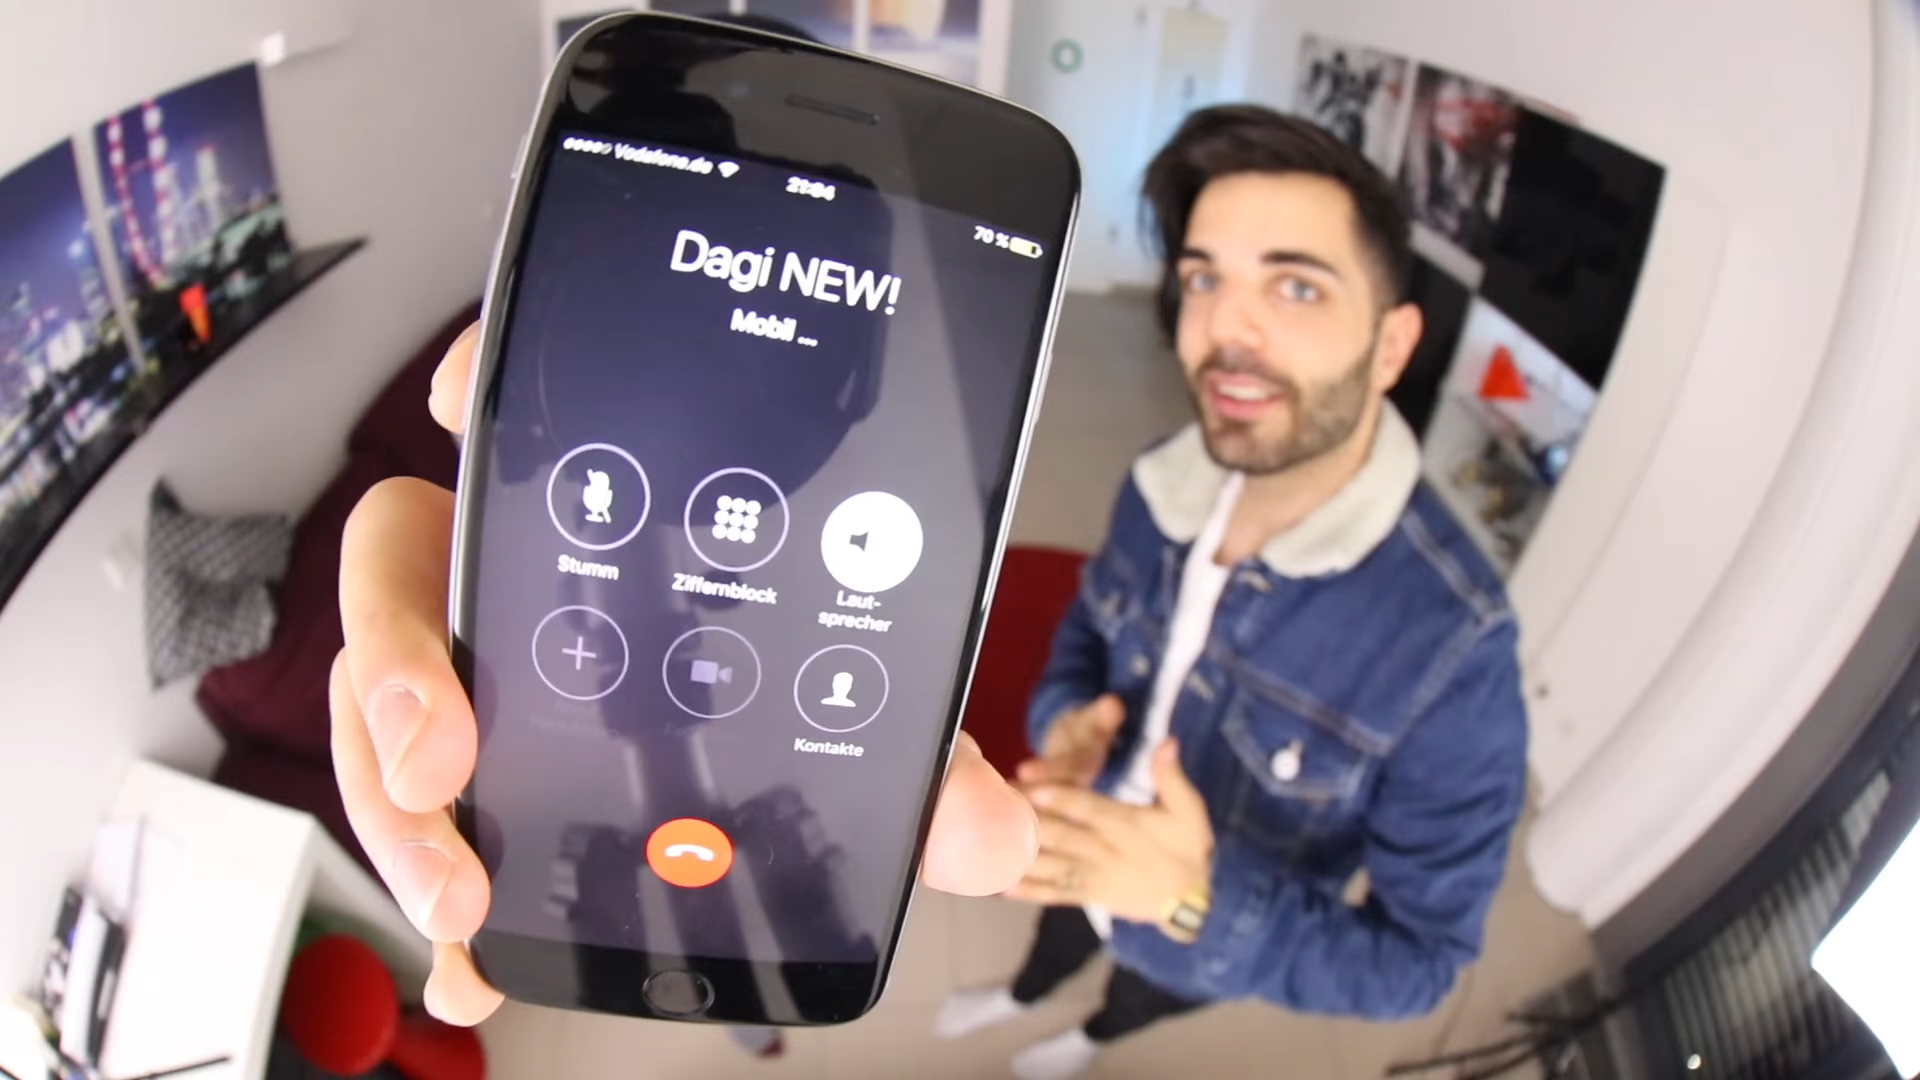 Vodafone.de
21:04
70 %
Dagi NEW!
Mobil ...
Stumm
Ziffernblock
Laut-
sprecher
Kontakte